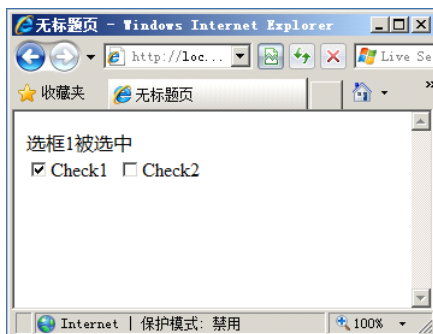 无标题页 - Windows Internet Explorer
http://loc... Live Se
收藏夹 无标题页
选框1被选中
Check1 Check2
Internet | 保护模式: 禁用 100%